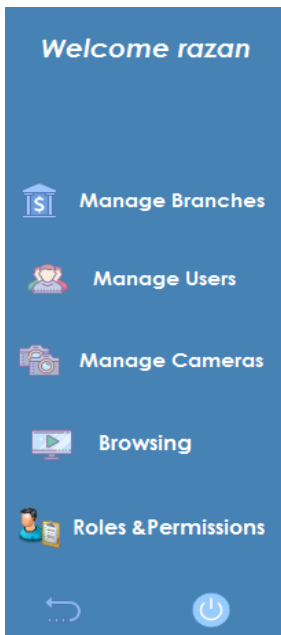 Welcome razan
Manage Branches
$
Manage Users
Manage Cameras
Browsing
Roles &Permissions